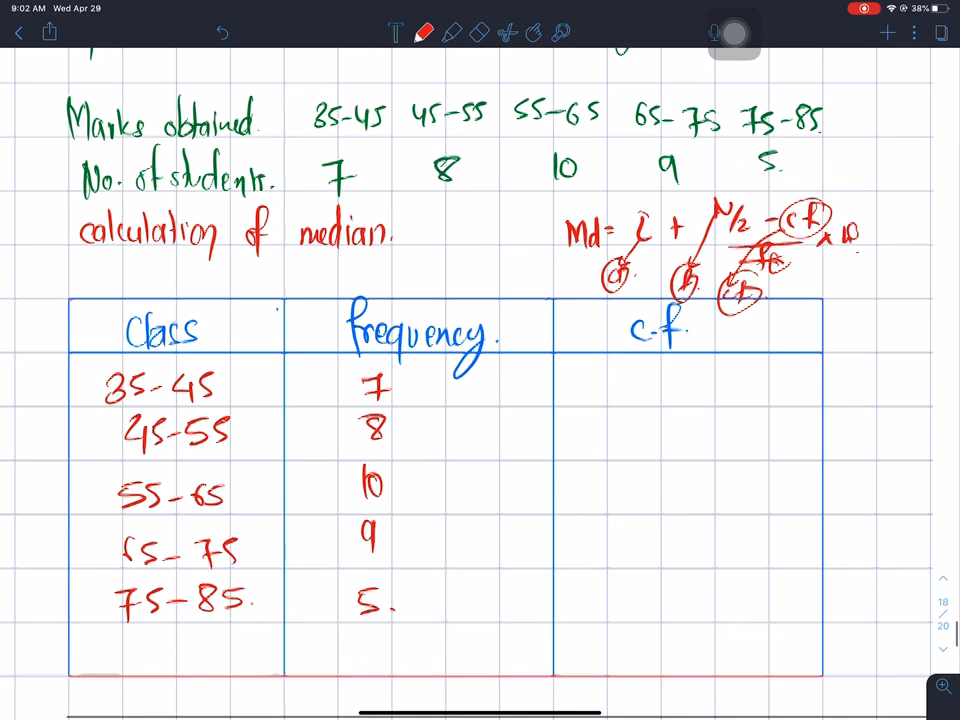 9:02 AM Wed Apr 29
38%
Marks obtained. 35-45 45-55 55-65 65-75 75-85
No. of students. 7 8 10 9 5
calculation of median. Md = L + N/2 - cf
Class frequency. c.f.
35-45 7
45-55 8
55-65 10
65-75 9
75-85. 5.
18
/
20